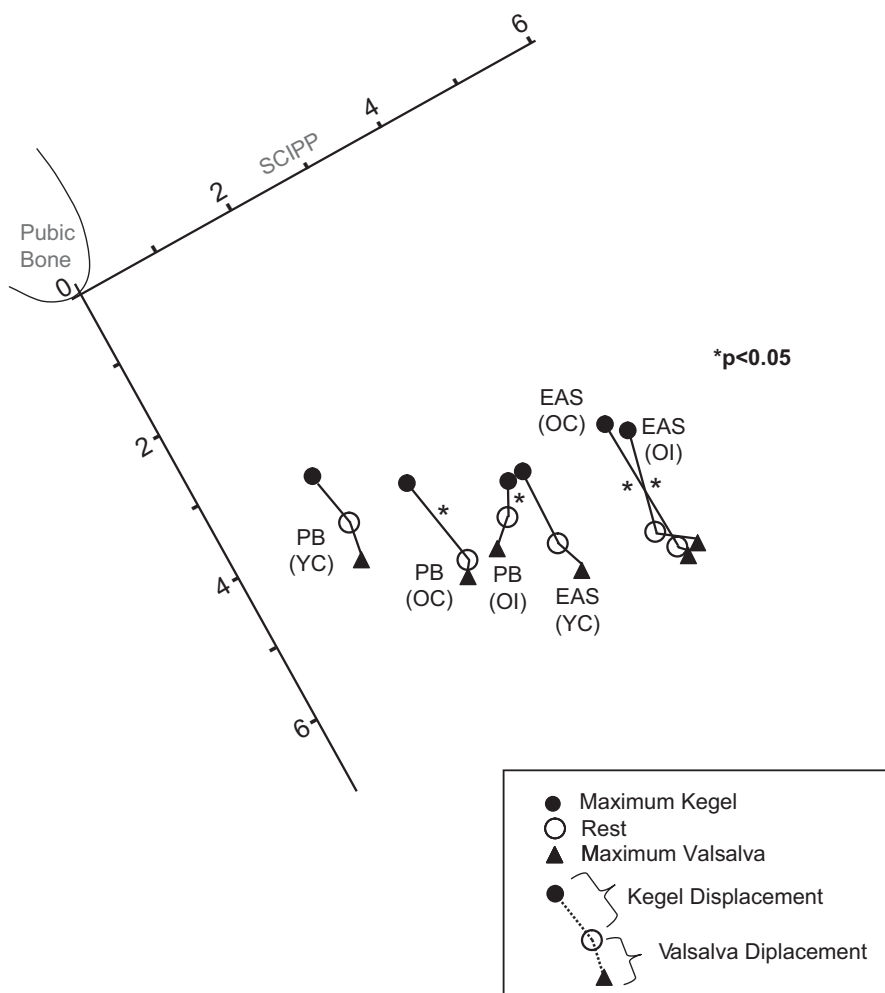 6
4
SCIPP
2
Pubic
Bone
0
*p<0.05
EAS
(OC)
EAS
(OI)
2
*
*
*
*
PB
(YC)
PB
(OC)
PB
(OI)
EAS
(YC)
4
6
Maximum Kegel
Rest
Maximum Valsalva
Kegel Displacement
Valsalva Diplacement